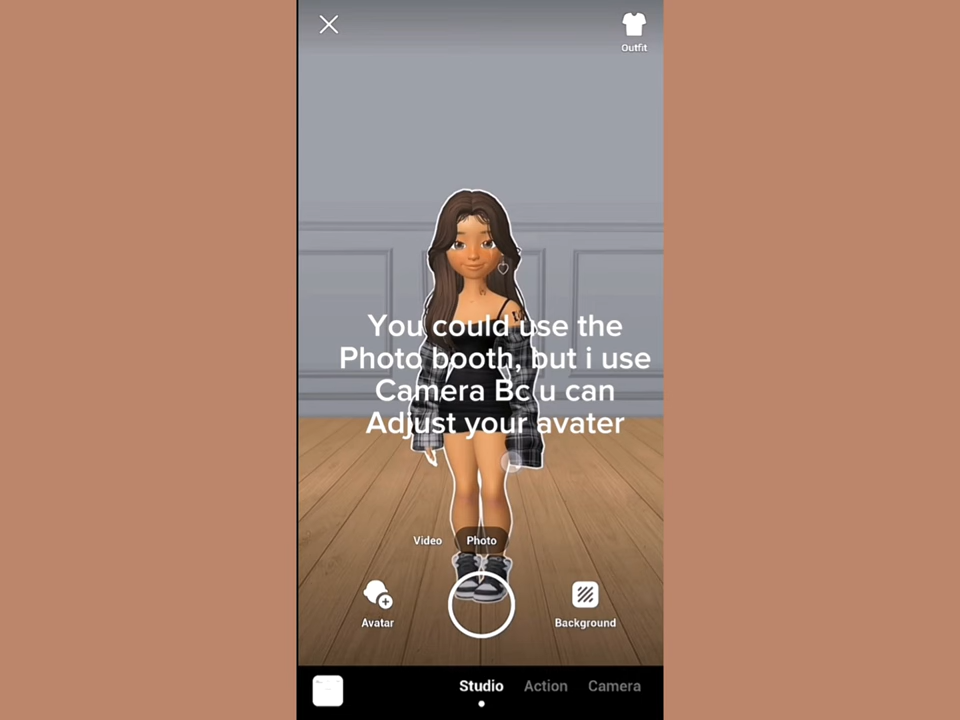 Outfit
You could use the
Photo booth, but i use
Camera Bc u can
Adjust your avater
Video
Photo
Avatar
Background
Studio
Action
Camera